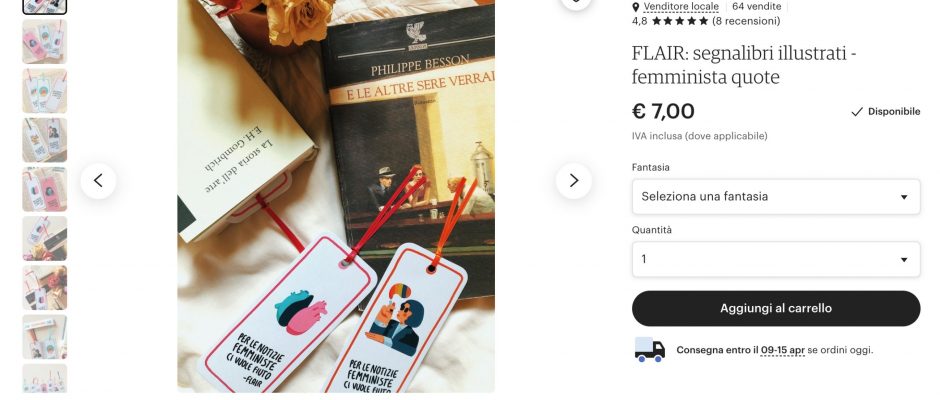 Venditore locale | 64 vendite
4,8 ★★★★★ (8 recensioni)
FLAIR: segnalibri illustrati -
femminista quote
€ 7,00
Disponibile
IVA inclusa (dove applicabile)
Fantasia
Seleziona una fantasia
Quantità
1
Aggiungi al carrello
Consegna entro il 09-15 apr se ordini oggi.
PHILIPPE BESSON
E LE ALTRE SERE VERRAI
E.H. Gombrich
La storia dell'arte
PER LE NOTIZIE
FEMMINISTE
CI VUOLE FIUTO
-FLAIR
PER LE NOTIZIE
FEMMINISTE
CI VUOLE FIUTO